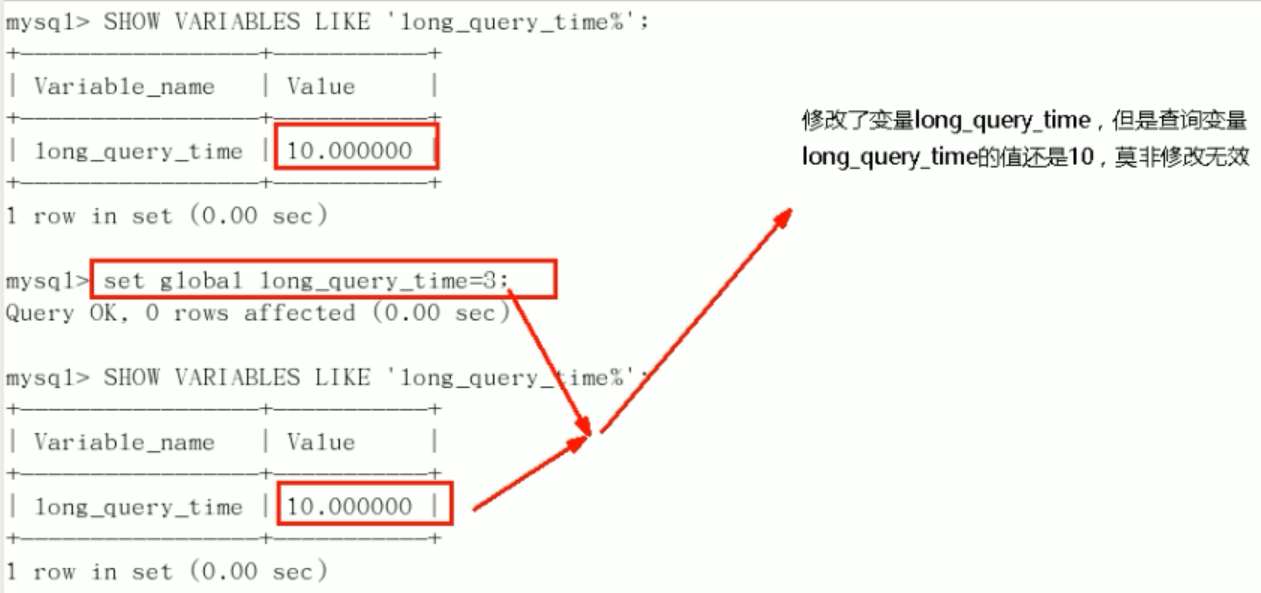 mysql> SHOW VARIABLES LIKE 'long_query_time%';
+-----------------+-----------+
| Variable_name | Value |
+-----------------+-----------+
| long_query_time | 10.000000 |
+-----------------+-----------+
1 row in set (0.00 sec)
mysql> set global long_query_time=3;
Query OK, 0 rows affected (0.00 sec)
mysql> SHOW VARIABLES LIKE 'long_query_time%';
+-----------------+-----------+
| Variable_name | Value |
+-----------------+-----------+
| long_query_time | 10.000000 |
+-----------------+-----------+
1 row in set (0.00 sec)
修改了变量long_query_time，但是查询变量
long_query_time的值还是10，莫非修改无效